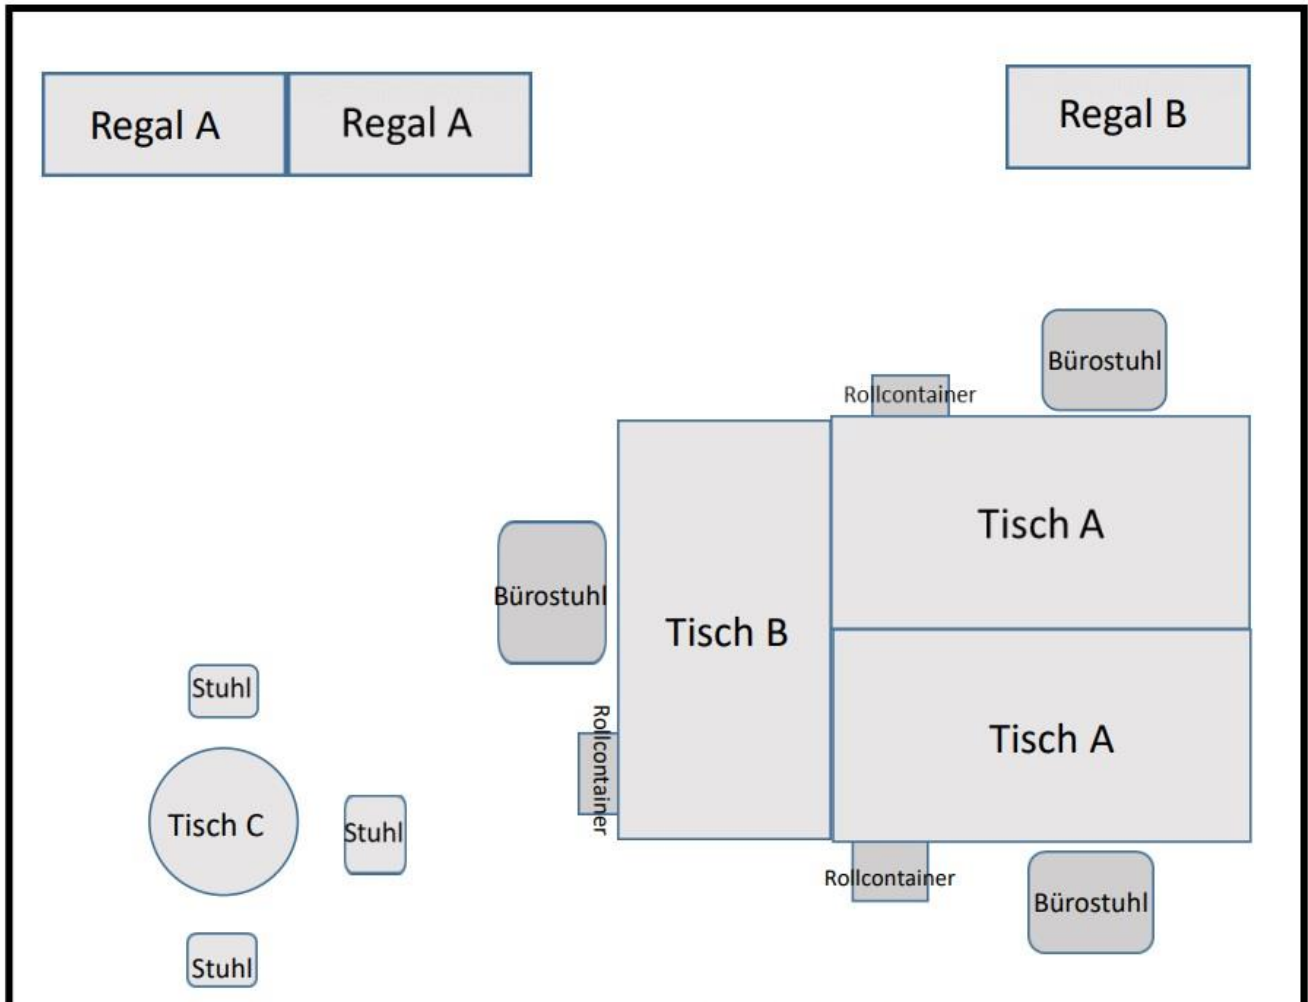 Regal A
Regal A
Regal B
Bürostuhl
Rollcontainer
Tisch A
Bürostuhl
Tisch B
Stuhl
Rollcontainer
Tisch A
Tisch C
Stuhl
Rollcontainer
Bürostuhl
Stuhl